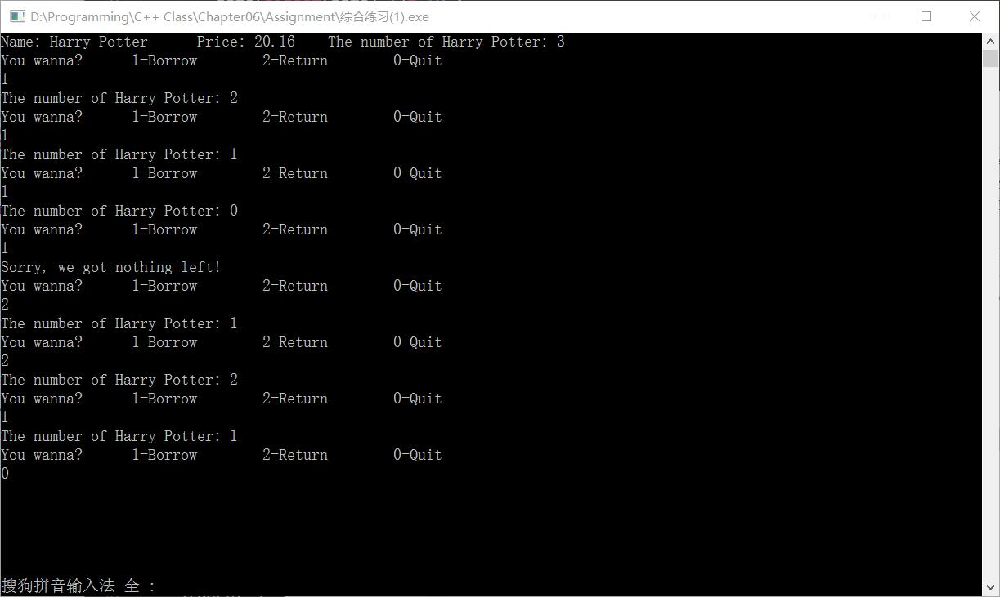 D:\Programming\C++ Class\Chapter06\Assignment\综合练习(1).exe
Name: Harry Potter      Price: 20.16    The number of Harry Potter: 3
You wanna?      1-Borrow        2-Return        0-Quit
1
The number of Harry Potter: 2
You wanna?      1-Borrow        2-Return        0-Quit
1
The number of Harry Potter: 1
You wanna?      1-Borrow        2-Return        0-Quit
1
The number of Harry Potter: 0
You wanna?      1-Borrow        2-Return        0-Quit
1
Sorry, we got nothing left!
You wanna?      1-Borrow        2-Return        0-Quit
2
The number of Harry Potter: 1
You wanna?      1-Borrow        2-Return        0-Quit
2
The number of Harry Potter: 2
You wanna?      1-Borrow        2-Return        0-Quit
1
The number of Harry Potter: 1
You wanna?      1-Borrow        2-Return        0-Quit
0
搜狗拼音输入法 全 :